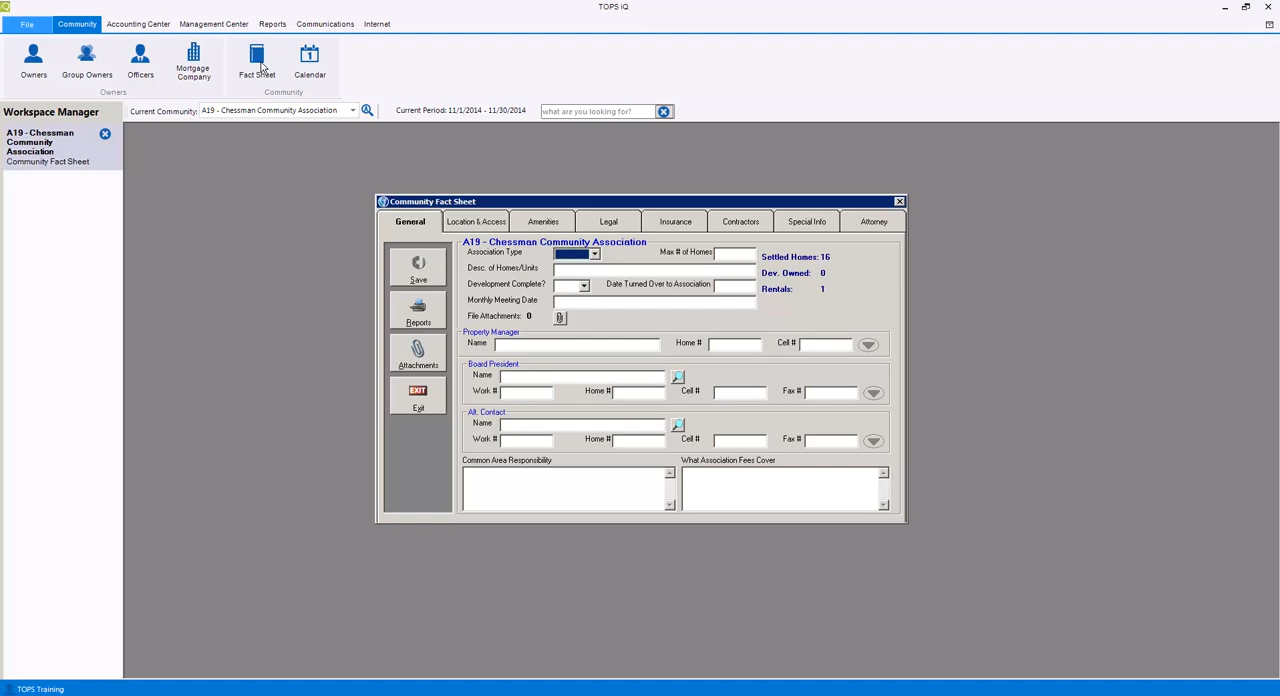 TOPS iQ
File Community Accounting Center Management Center Reports Communications Internet
Owners Group Owners Officers Mortgage Company Fact Sheet 1 Calendar
Owners Community
Workspace Manager
Current Community: A19 - Chessman Community Association Current Period: 11/1/2014 - 11/30/2014 what are you looking for?
A19 - Chessman
Community
Association
Community Fact Sheet
Community Fact Sheet
General Location & Access Amenities Legal Insurance Contractors Special Info Attorney
A19 - Chessman Community Association
Association Type Max # of Homes Settled Homes: 16
Desc. of Homes/Units Dev. Owned: 0
Development Complete? Date Turned Over to Association Rentals: 1
Monthly Meeting Date
File Attachments: 0
Save
Reports
Attachments
EXIT
Exit
Property Manager
Name Home # Cell #
Board President
Name
Work # Home # Cell # Fax #
Alt. Contact
Name
Work # Home # Cell # Fax #
Common Area Responsibility What Association Fees Cover
TOPS Training